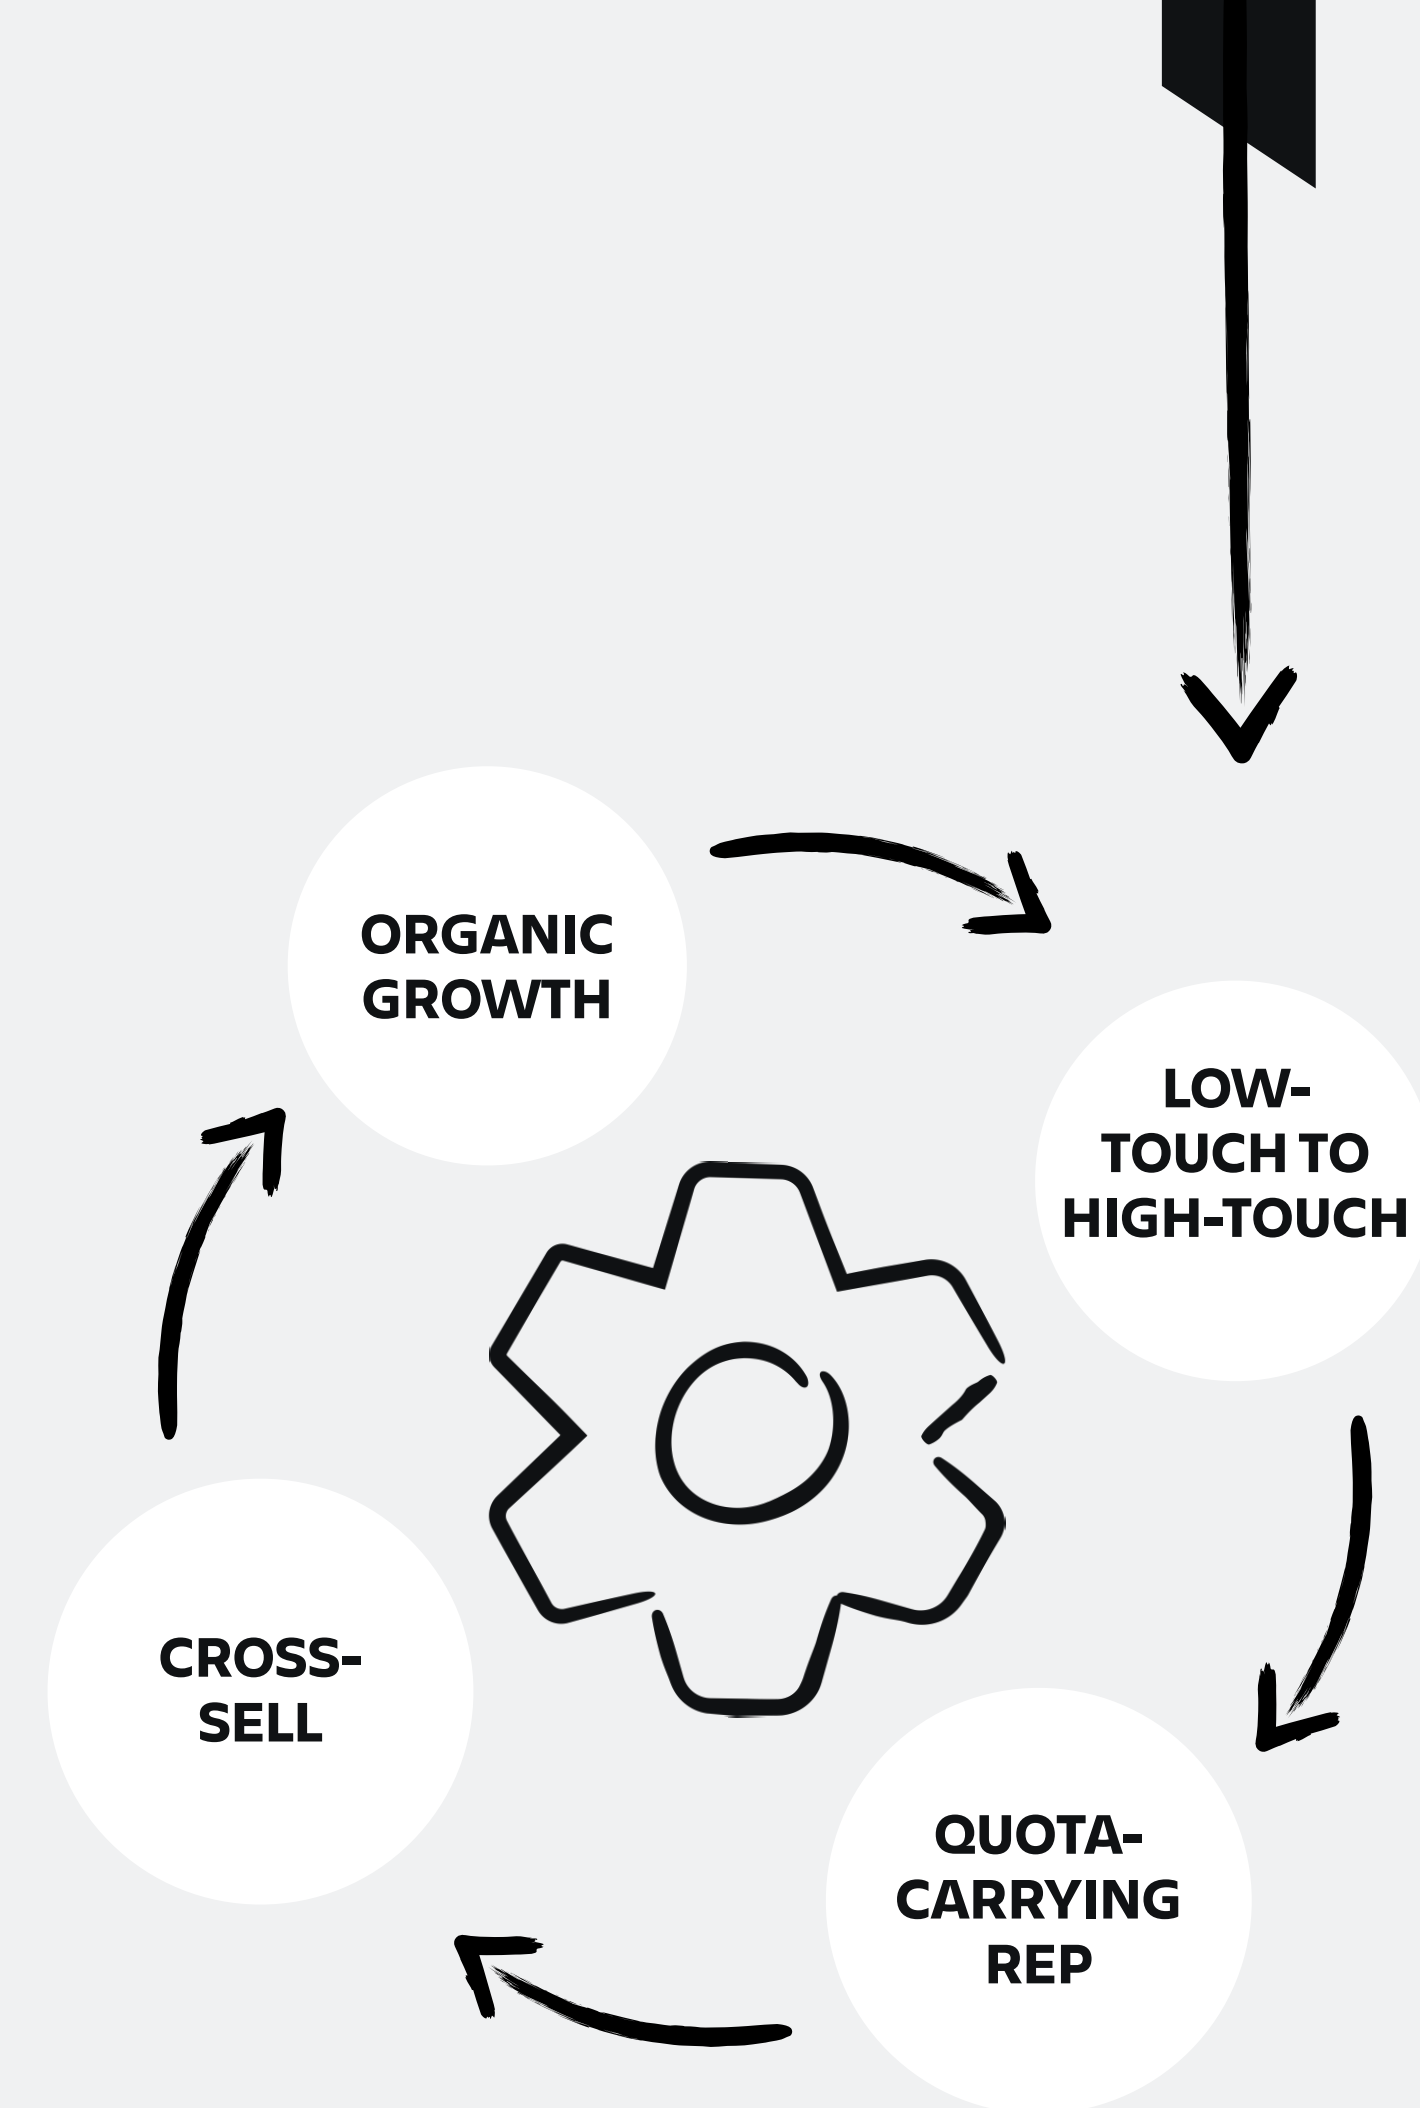 ORGANIC
GROWTH
LOW-
TOUCH TO
HIGH-TOUCH
QUOTA-
CARRYING
REP
CROSS-
SELL